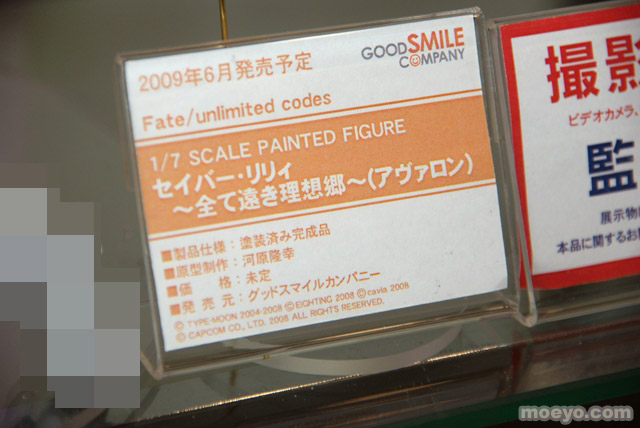 2009年6月発売予定
GOODSMILE
COMPANY
Fate/unlimited codes
1/7 SCALE PAINTED FIGURE
セイバー・リリィ
～全て遠き理想郷～(アヴァロン)
■製品仕様：塗装済み完成品
■原型制作：河原隆幸
■価　　格：未定
■発 売 元：グッドスマイルカンパニー
© TYPE-MOON 2004-2008 ©EIGHTING 2008 ©cavia 2008
© CAPCOM CO., LTD. 2008 ALL RIGHTS RESERVED.
撮影
ビデオカメラ、
監
展示物
本品に関するお
moeyo.com